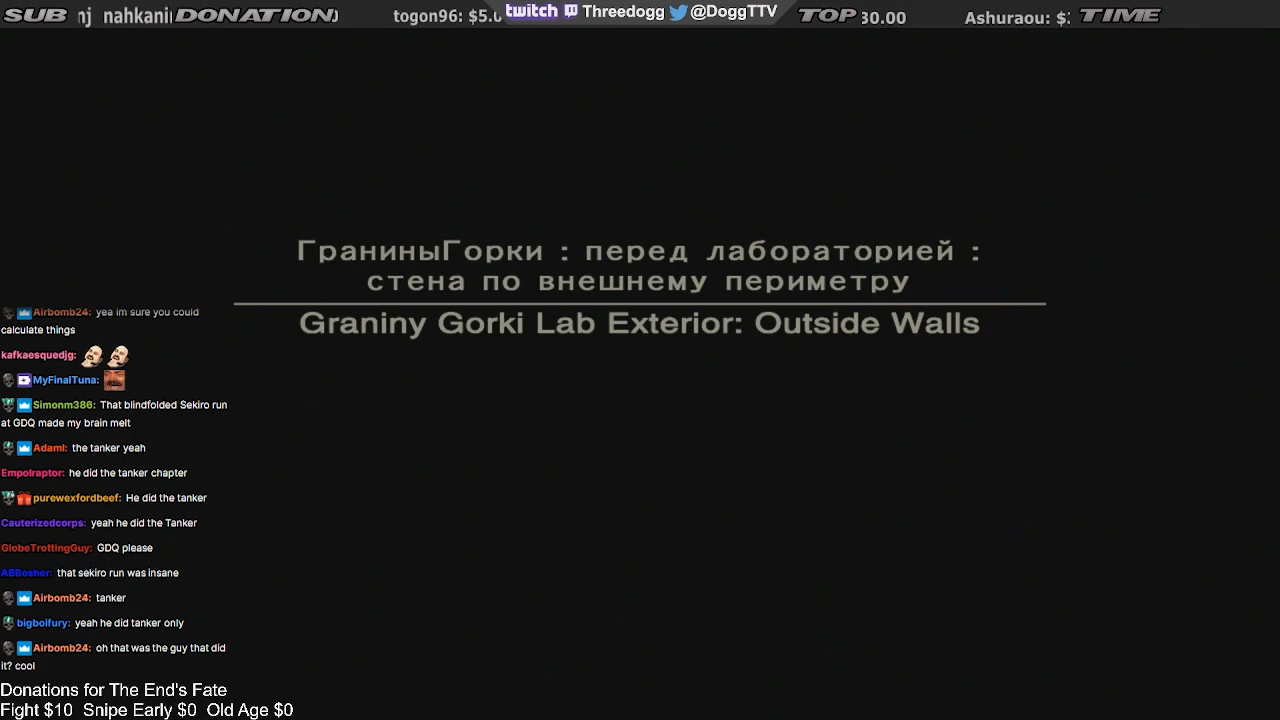 SUB nj nahkanii DONATION togon96: $5.0 twitch Threedogg @DoggTTV TOP 30.00 Ashuraou: $ TIME
ГраниныГорки : перед лабораторией :
стена по внешнему периметру
Graniny Gorki Lab Exterior: Outside Walls
Airbomb24: yea im sure you could
calculate things
kafkaesquedjg:
MyFinalTuna:
Simonm386: That blindfolded Sekiro run
at GDQ made my brain melt
Adaml: the tanker yeah
Empolraptor: he did the tanker chapter
purewexfordbeef: He did the tanker
Cauterizedcorps: yeah he did the Tanker
GlobeTrottingGuy: GDQ please
ABBosher: that sekiro run was insane
Airbomb24: tanker
bigboifury: yeah he did tanker only
Airbomb24: oh that was the guy that did
it? cool
Donations for The End's Fate
Fight $10 Snipe Early $0 Old Age $0